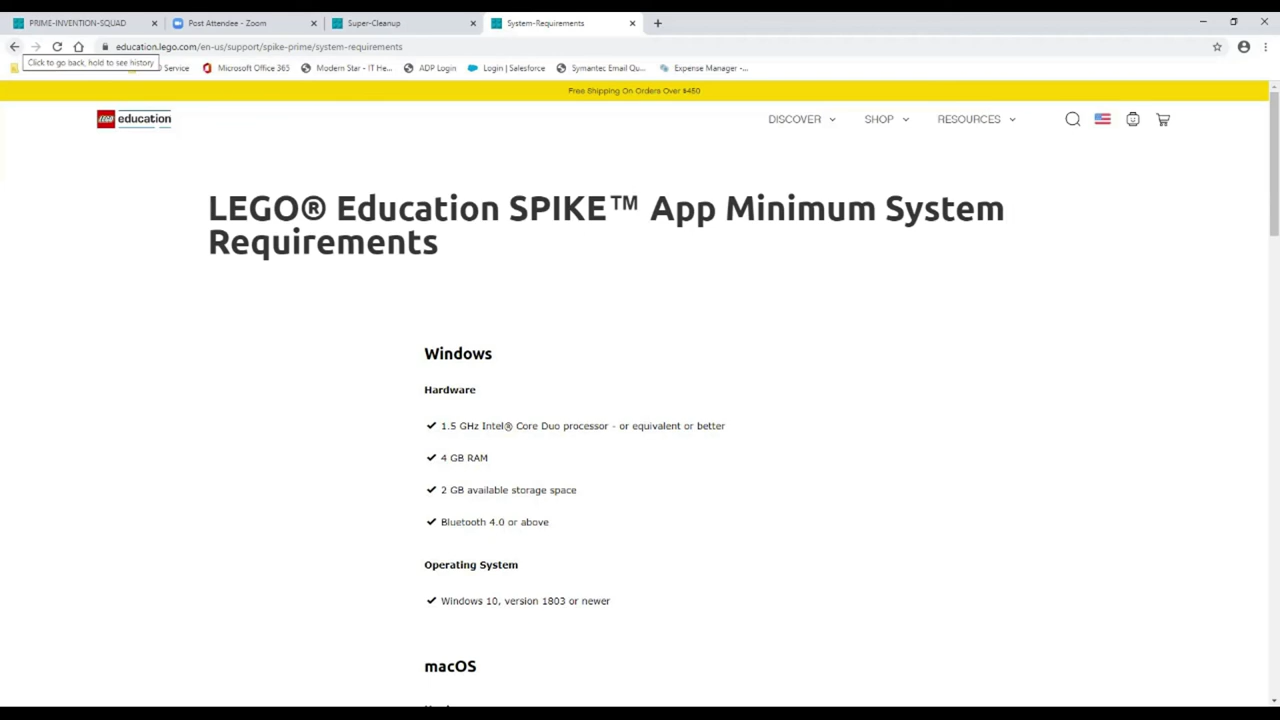 PRIME-INVENTION-SQUAD
Post Attendee - Zoom
Super-Cleanup
System-Requirements
education.lego.com/en-us/support/spike-prime/system-requirements
Click to go back, hold to see history
Service
Microsoft Office 365
Modern Star - IT He...
ADP Login
Login | Salesforce
Symantec Email Qu...
Expense Manager -...
Free Shipping On Orders Over $450
LEGO education
DISCOVER
SHOP
RESOURCES
LEGO® Education SPIKE™ App Minimum System
Requirements
Windows
Hardware
1.5 GHz Intel® Core Duo processor - or equivalent or better
4 GB RAM
2 GB available storage space
Bluetooth 4.0 or above
Operating System
Windows 10, version 1803 or newer
macOS